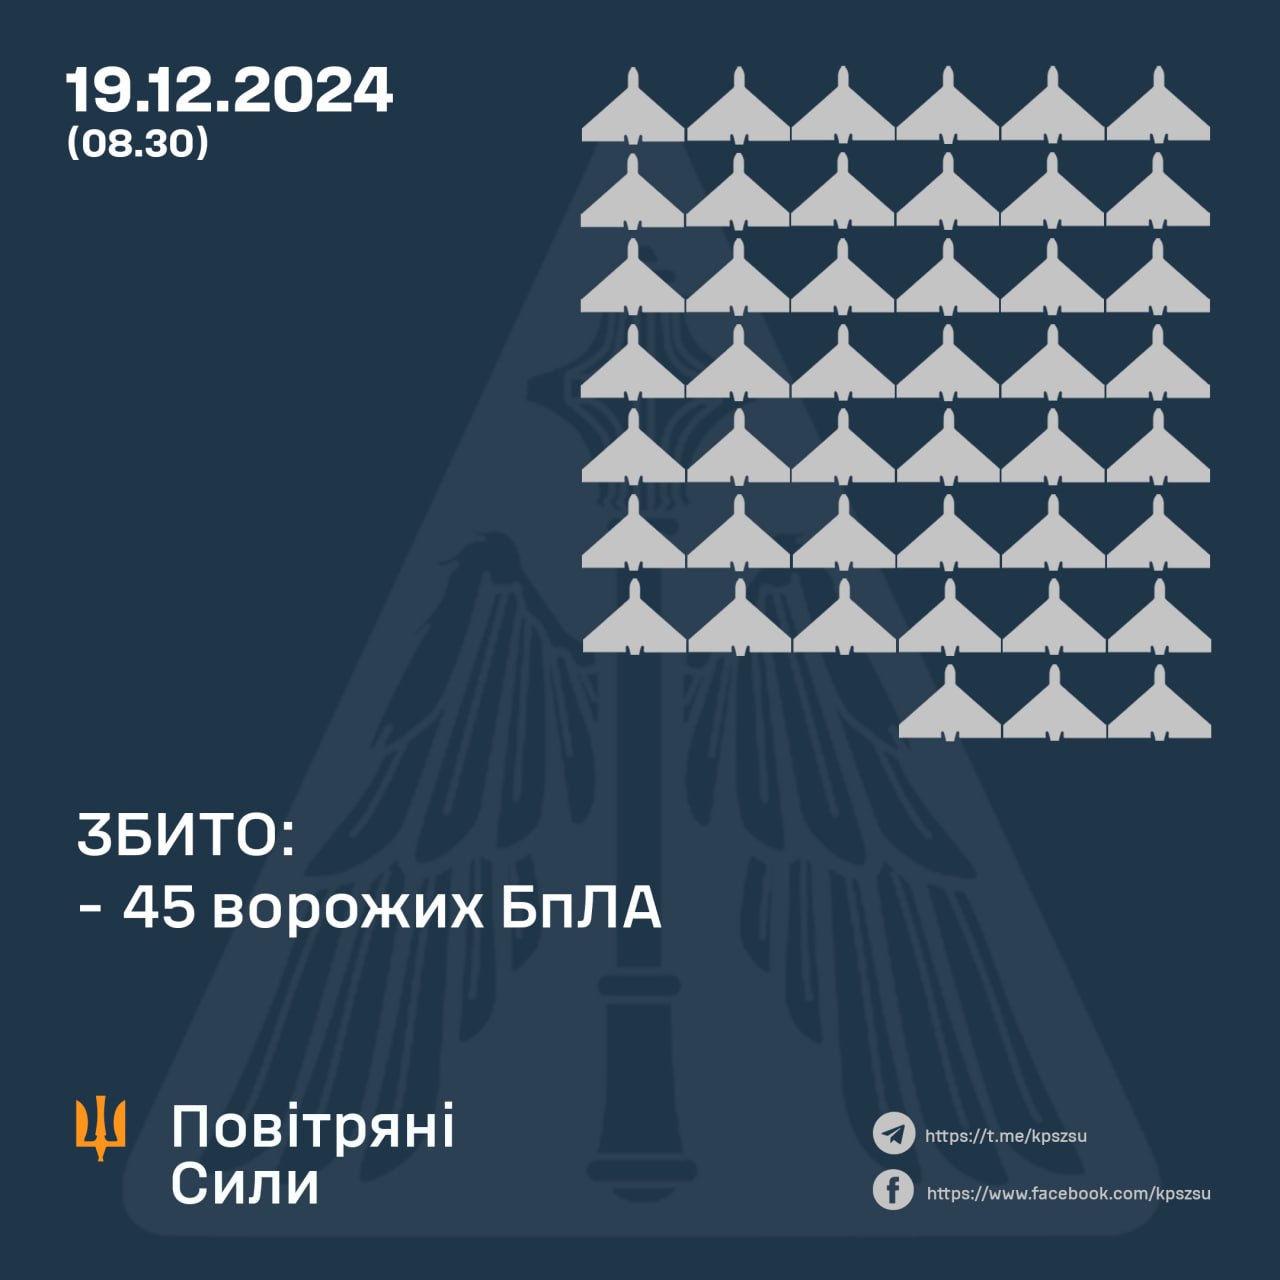 19.12.2024
(08.30)
ЗБИТО:
- 45 ворожих БпЛА
Повітряні
Сили
https://t.me/kpszsu
https://www.facebook.com/kpszsu